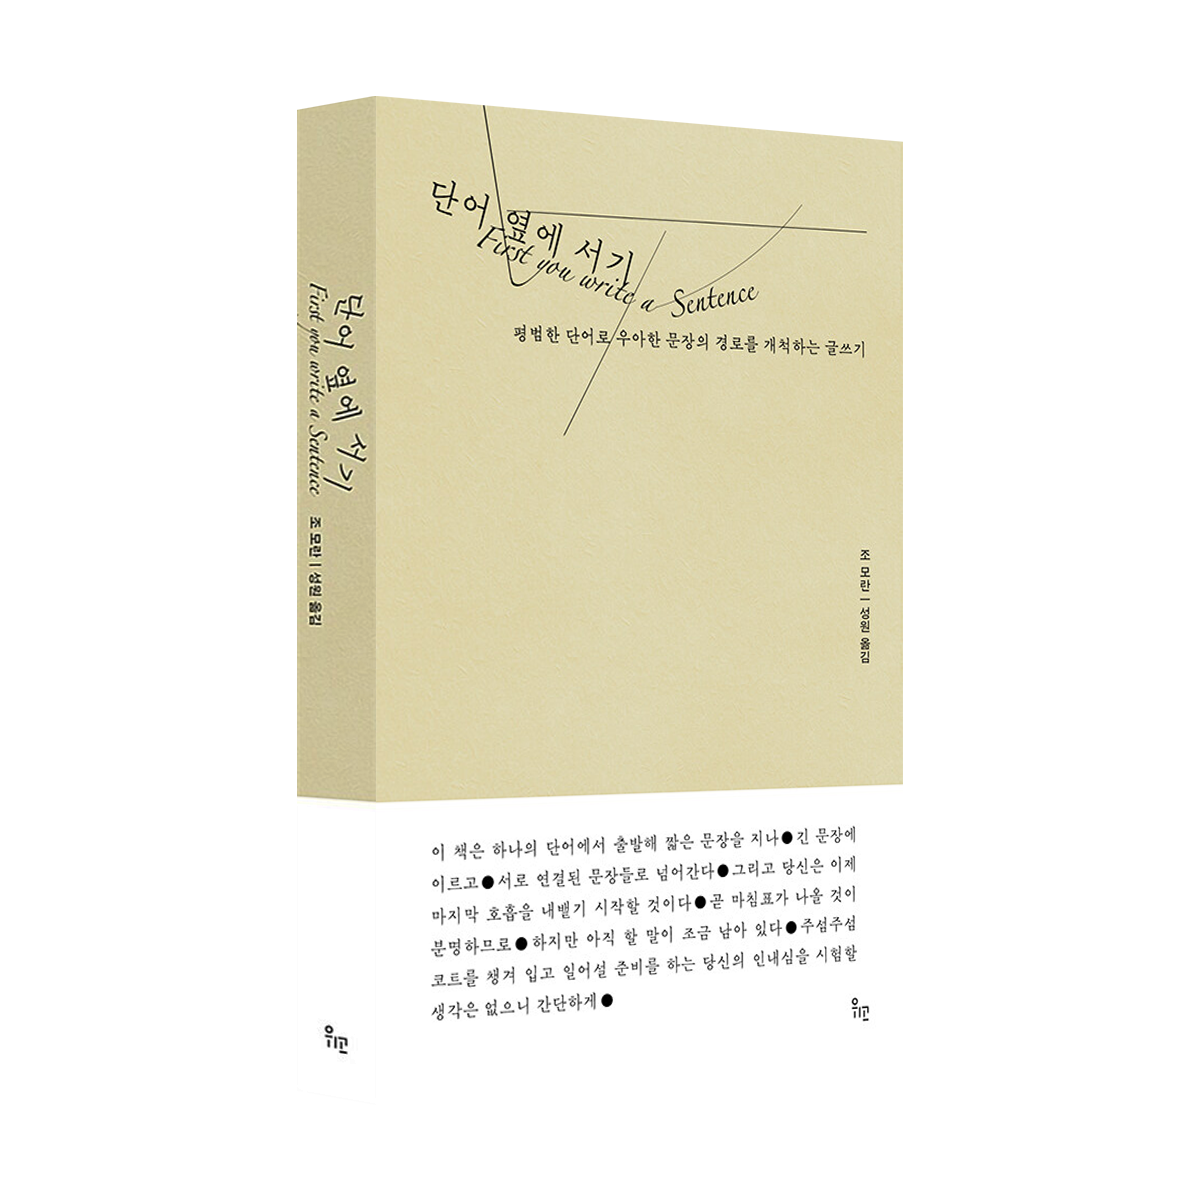 단어 옆에 서기
First you write a Sentence
평범한 단어로 우아한 문장의 경로를 개척하는 글쓰기
조 모란 | 성원 옮김
이 책은 하나의 단어에서 출발해 짧은 문장을 지나●긴 문장에
이르고●서로 연결된 문장들로 넘어간다●그리고 당신은 이제
마지막 호흡을 내뱉기 시작할 것이다●곧 마침표가 나올 것이
분명하므로●하지만 아직 할 말이 조금 남아 있다●주섬주섬
코트를 챙겨 입고 일어설 준비를 하는 당신의 인내심을 시험할
생각은 없으니 간단하게●
위고
단어 옆에 서기
First you write a Sentence
조 모란 | 성원 옮김
위고